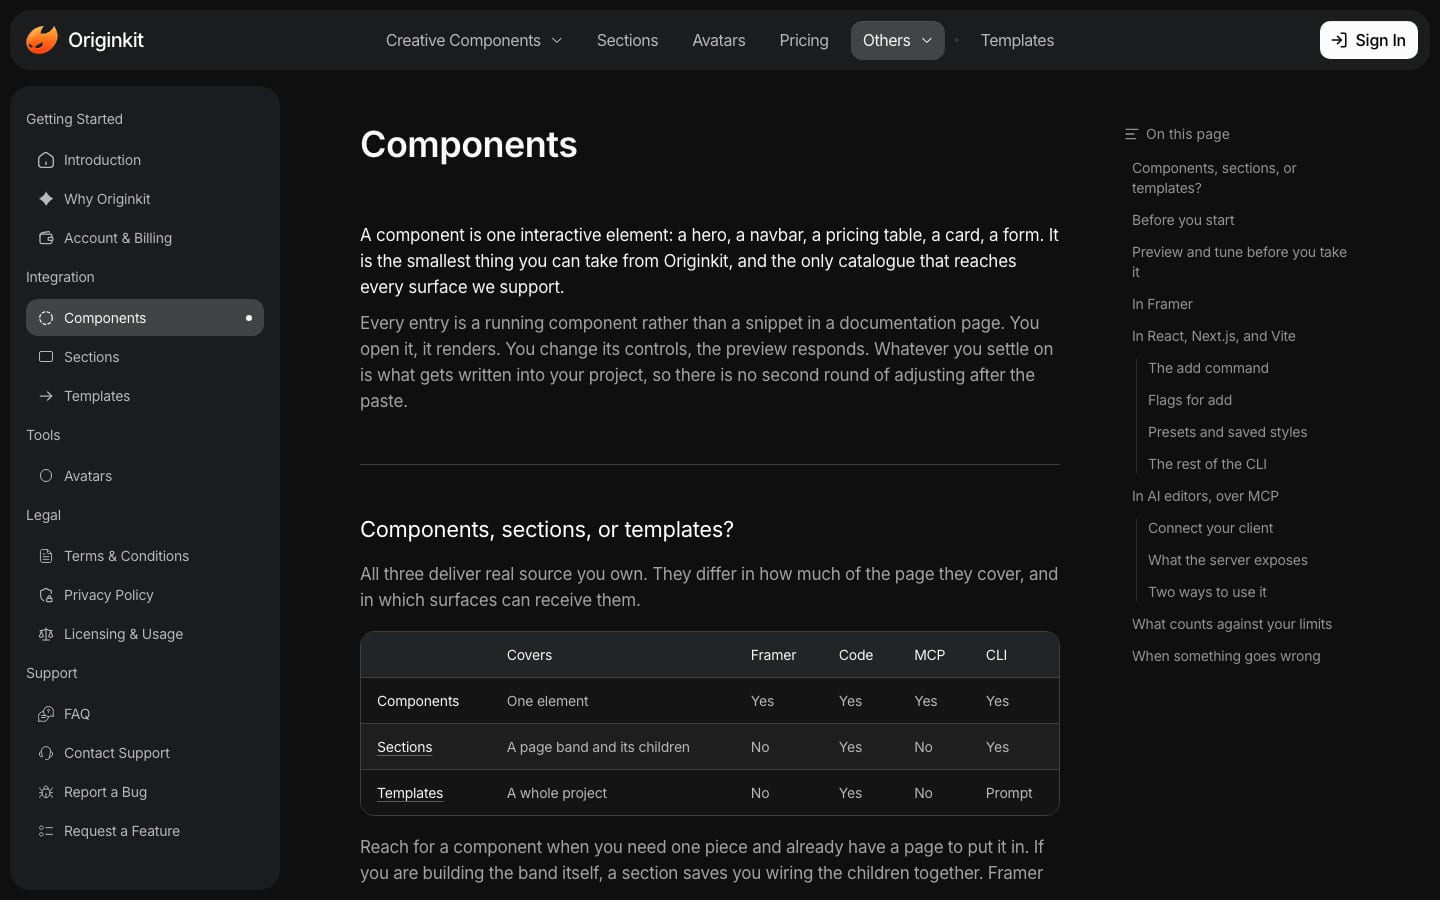 Originkit
Creative Components
Sections
Avatars
Pricing
Others
Templates
Sign In
Getting Started
Introduction
Why Originkit
Account & Billing
Integration
Components
Sections
Templates
Tools
Avatars
Legal
Terms & Conditions
Privacy Policy
Licensing & Usage
Support
FAQ
Contact Support
Report a Bug
Request a Feature
Components
A component is one interactive element: a hero, a navbar, a pricing table, a card, a form. It
is the smallest thing you can take from Originkit, and the only catalogue that reaches
every surface we support.
Every entry is a running component rather than a snippet in a documentation page. You
open it, it renders. You change its controls, the preview responds. Whatever you settle on
is what gets written into your project, so there is no second round of adjusting after the
paste.
Components, sections, or templates?
All three deliver real source you own. They differ in how much of the page they cover, and
in which surfaces can receive them.
Covers Framer Code MCP CLI
Components One element Yes Yes Yes Yes
Sections A page band and its children No Yes No Yes
Templates A whole project No Yes No Prompt
Reach for a component when you need one piece and already have a page to put it in. If
you are building the band itself, a section saves you wiring the children together. Framer
On this page
Components, sections, or
templates?
Before you start
Preview and tune before you take
it
In Framer
In React, Next.js, and Vite
The add command
Flags for add
Presets and saved styles
The rest of the CLI
In AI editors, over MCP
Connect your client
What the server exposes
Two ways to use it
What counts against your limits
When something goes wrong